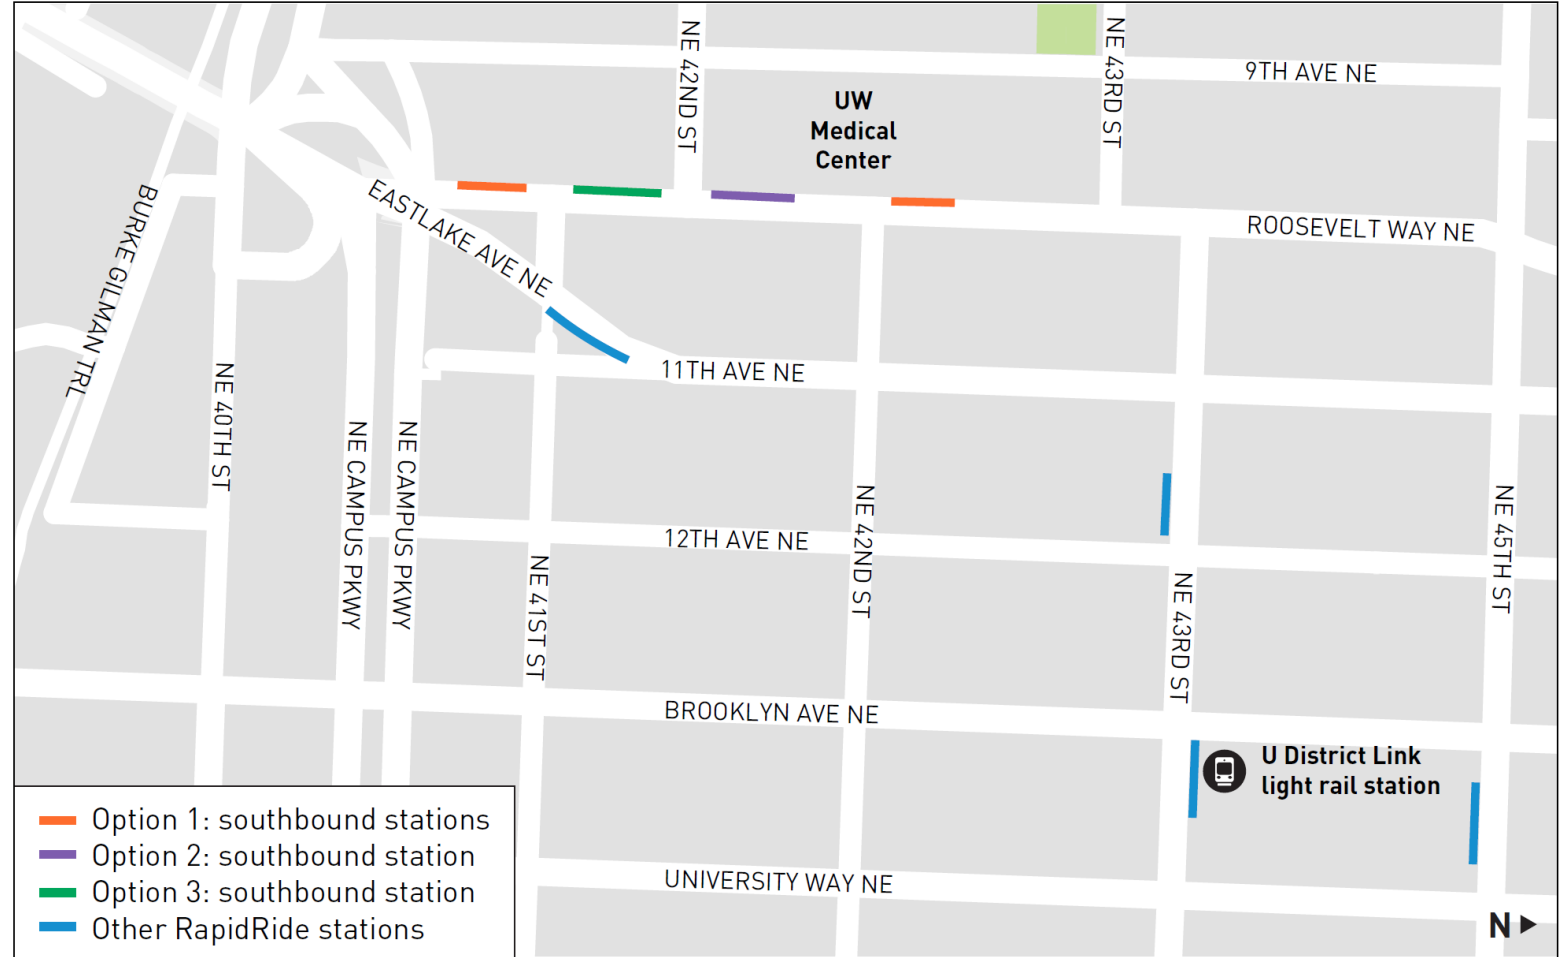 NE 42ND ST
NE 43RD ST
9TH AVE NE
UW
Medical
Center
BURKE GILMAN TRL
EASTLAKE AVE NE
ROOSEVELT WAY NE
NE 40TH ST
11TH AVE NE
NE CAMPUS PKWY
NE CAMPUS PKWY
NE 42ND ST
NE 45TH ST
12TH AVE NE
NE 41ST ST
NE 43RD ST
BROOKLYN AVE NE
U District Link
light rail station
UNIVERSITY WAY NE
Option 1: southbound stations
Option 2: southbound station
Option 3: southbound station
Other RapidRide stations
N